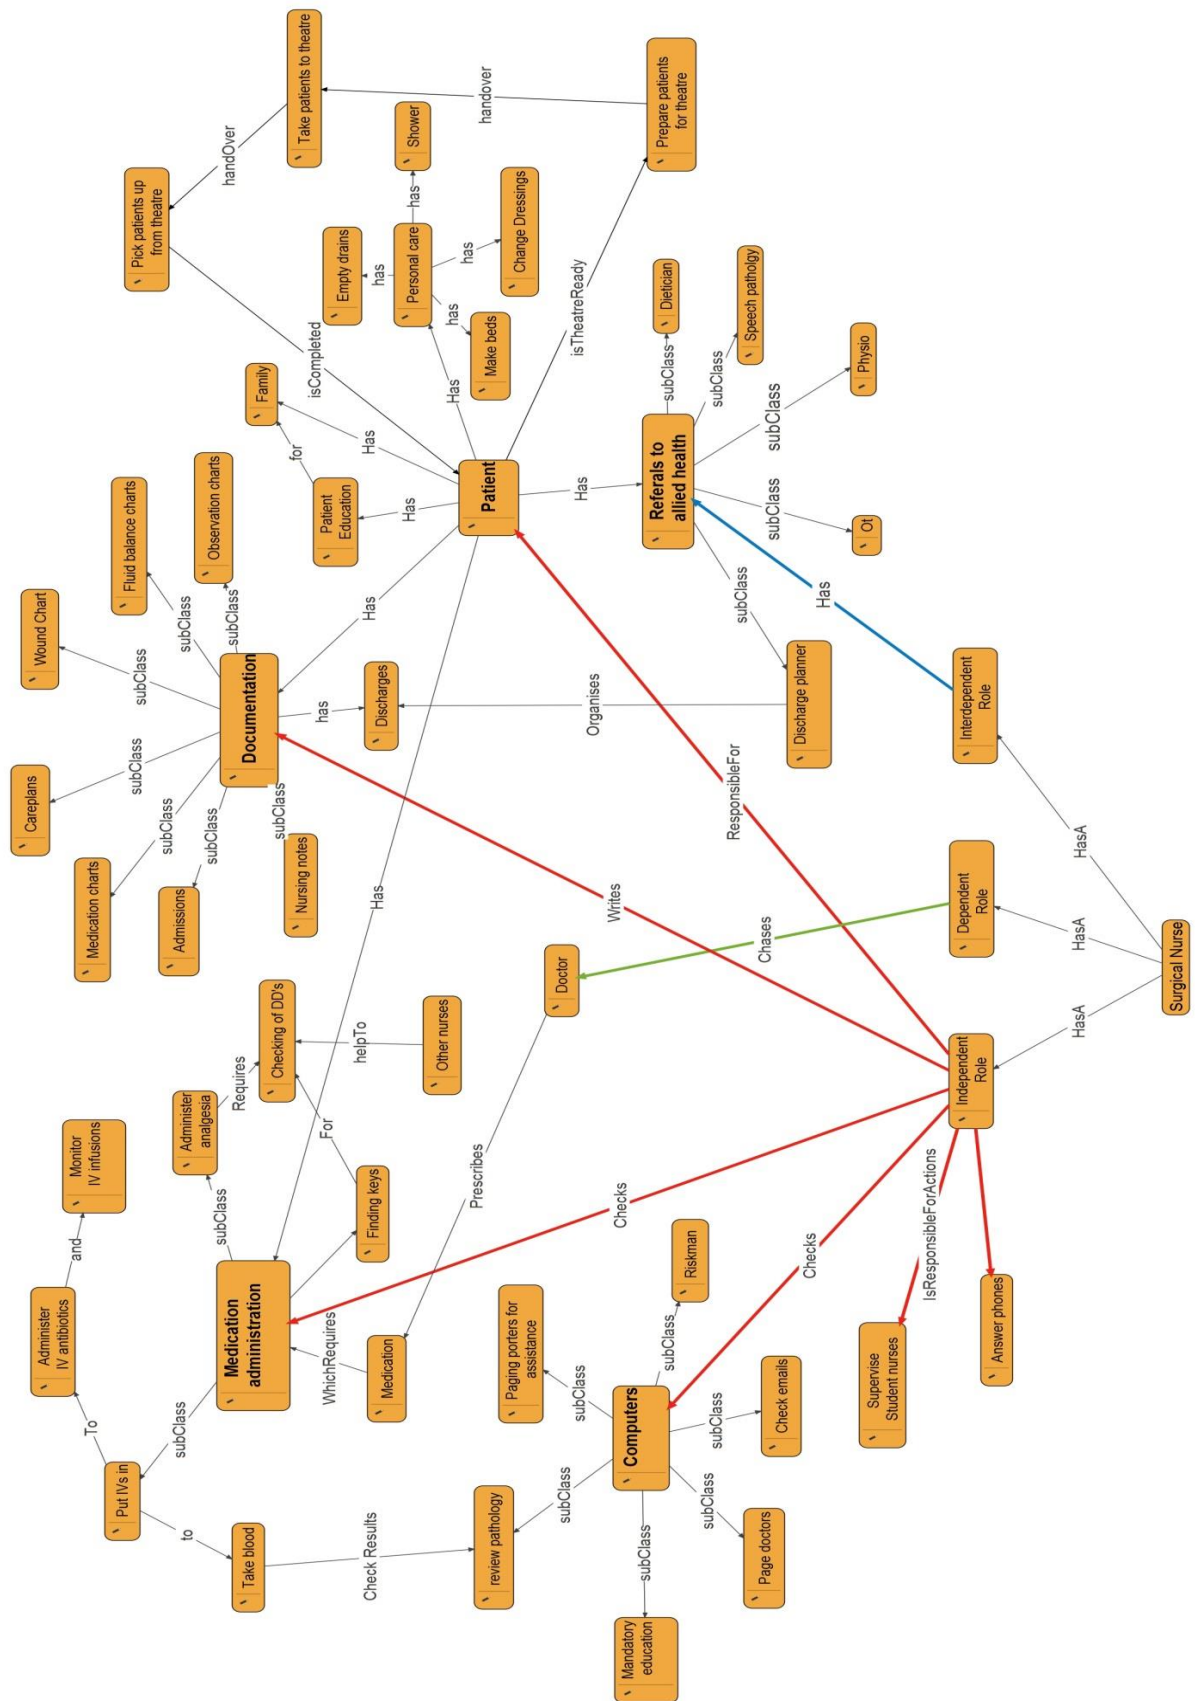 Careplans
Wound Chart
Administer
IV antibiotics
and
Monitor
IV infusions
Medication charts
subClass
subClass
Fluid balance charts
Pick patients up
from theatre
Put IVs in
To
subClass
Administer
analgesia
Admissions
subClass
subClass
subClass
Observation charts
handOver
to
subClass
Requires
subClass
Take blood
Medication
administration
Checking of DD's
Documentation
subClass
Family
Take patients to theatre
Nursing notes
subClass
for
isCompleted
Empty drains
WhichRequires
For
has
Patient
Education
has
Check Results
Medication
Finding keys
helpTo
Has
Discharges
Has
Has
Has
Personal care
has
Shower
Other nurses
Has
has
has
has
review pathology
Prescribes
Patient
Make beds
Change Dressings
handover
Paging porters for
assistance
Doctor
subClass
subClass
Has
isTheatreReady
Mandatory
education
Computers
Checks
Writes
Organises
Referals to
allied health
Dietician
Prepare patients
for theatre
subClass
subClass
Riskman
subClass
subClass
subClass
Speech patholgy
Page doctors
Check emails
Checks
Chases
ResponsibleFor
subClass
subClass
subClass
Discharge planner
Ot
Physio
Supervise
Student nurses
IsResponsibleForActions
Has
Answer phones
Independent
Role
Dependent
Role
Interdependent
Role
HasA
HasA
HasA
Surgical Nurse